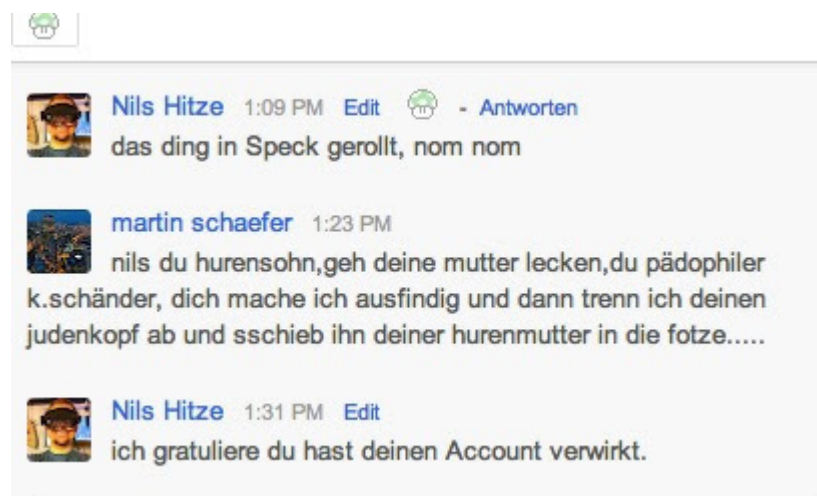 Nils Hitze 1:09 PM Edit - Antworten
das ding in Speck gerollt, nom nom
martin schaefer 1:23 PM
nils du hurensohn,geh deine mutter lecken,du pädophiler
k.schänder, dich mache ich ausfindig und dann trenn ich deinen
judenkopf ab und sschieb ihn deiner hurenmutter in die fotze.....
Nils Hitze 1:31 PM Edit
ich gratuliere du hast deinen Account verwirkt.